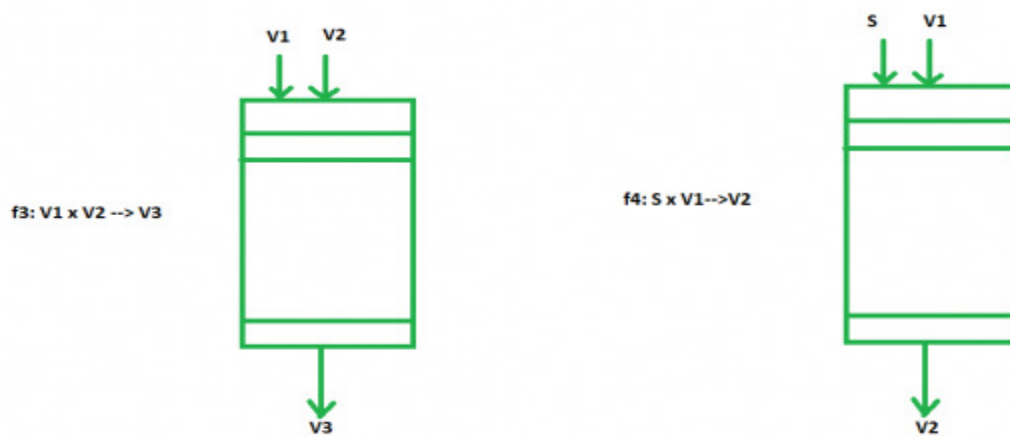 V1 V2
f3: V1 x V2 --> V3
V3
S V1
f4: S x V1-->V2
V2